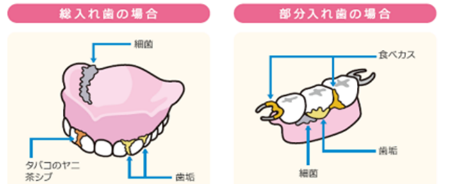 総入れ歯の場合
細菌
タバコのヤニ
茶シブ
歯垢
部分入れ歯の場合
食べカス
歯垢
細菌